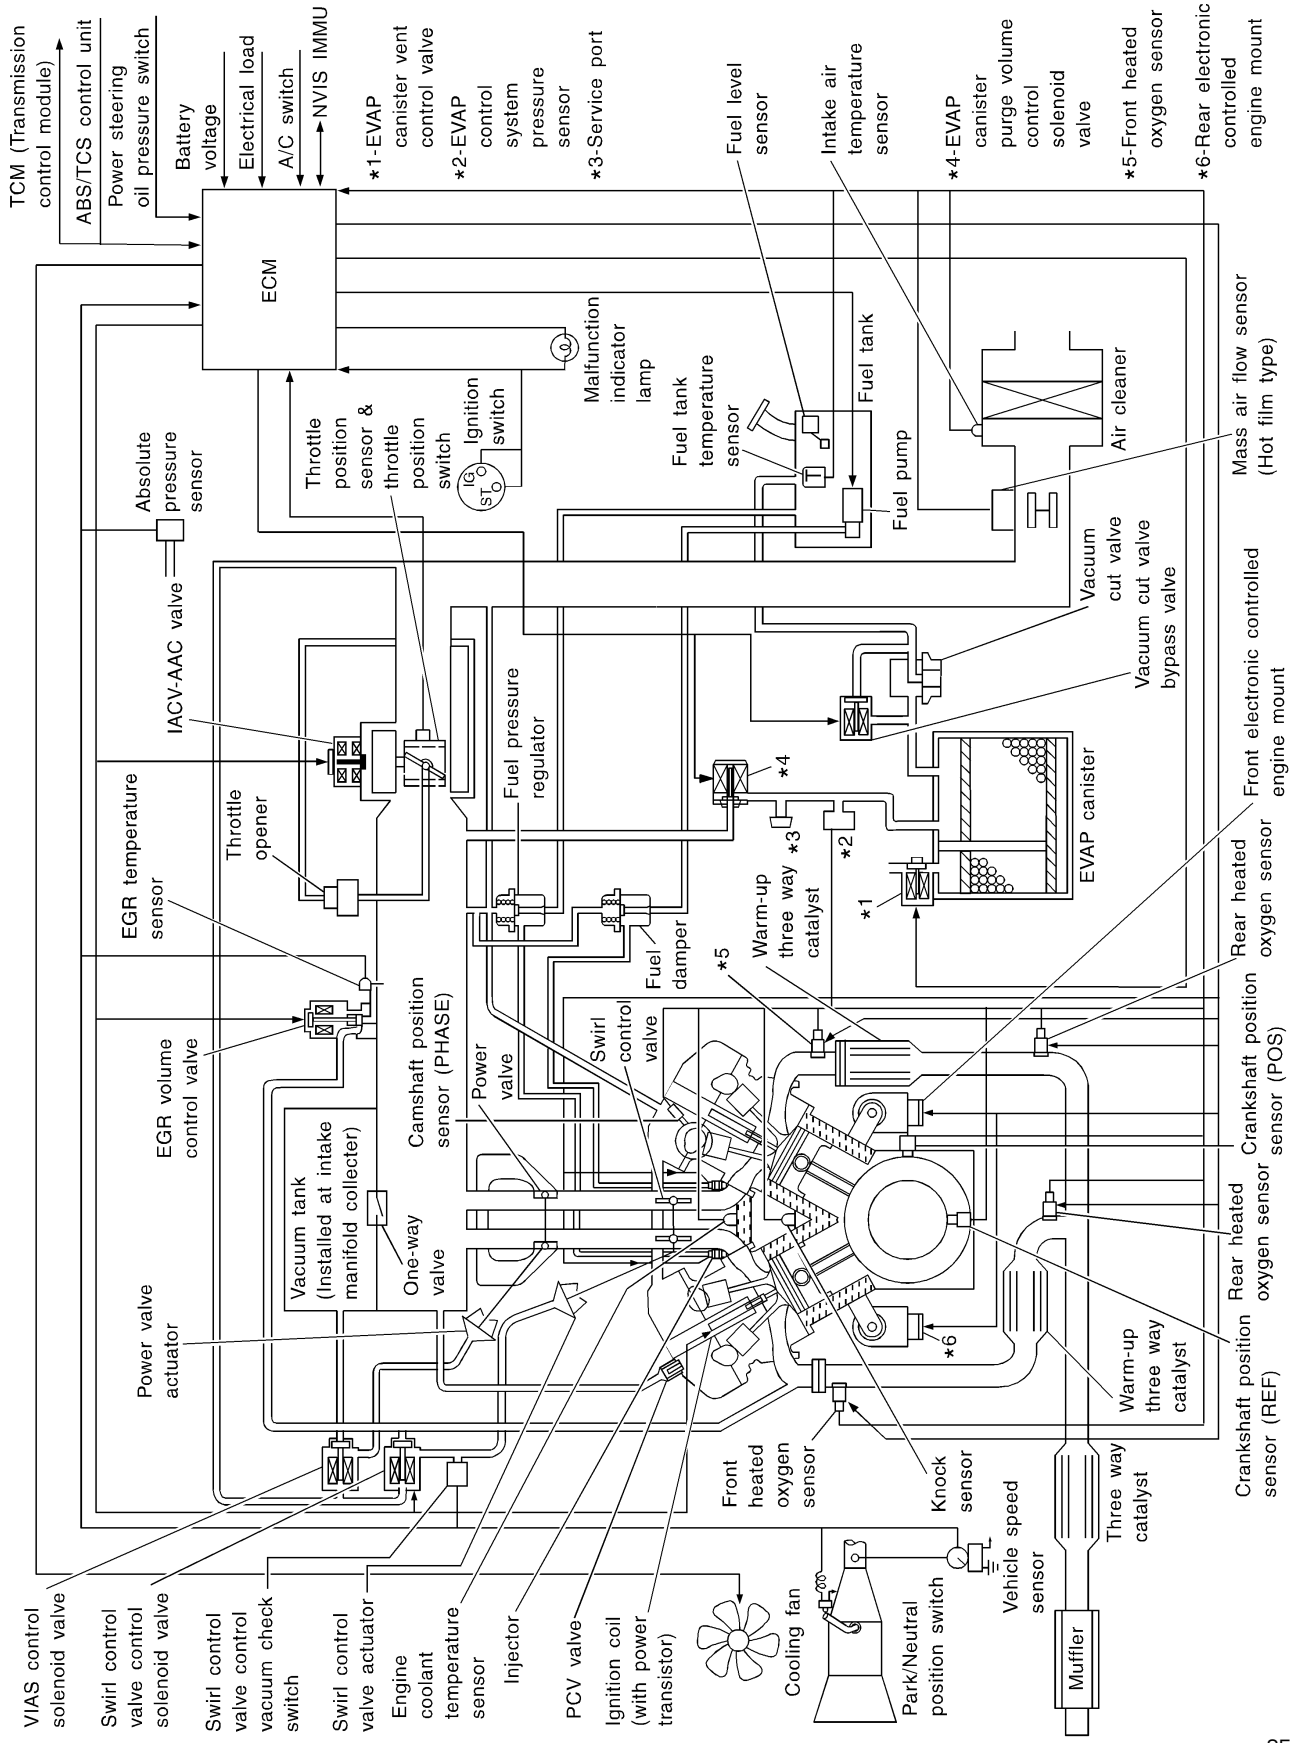 TCM (Transmission
control module)
ABS/TCS control unit
Power steering
oil pressure switch
Battery
voltage
Electrical load
A/C switch
NVIS IMMU
*1-EVAP
canister vent
control valve
*2-EVAP
control
system
pressure
sensor
*3-Service port
Fuel level
sensor
Intake air
temperature
sensor
*4-EVAP
canister
purge volume
control
solenoid
valve
*5-Front heated
oxygen sensor
*6-Rear electronic
controlled
engine mount
ECM
Absolute
pressure
sensor
Throttle
position
sensor &
throttle
position
switch
Ignition
switch
IG
ST
Malfunction
indicator
lamp
Fuel tank
temperature
sensor
Fuel tank
Fuel pump
Air cleaner
Mass air flow sensor
(Hot film type)
IACV-AAC valve
Throttle
opener
EGR temperature
sensor
EGR volume
control valve
Fuel pressure
regulator
Fuel
damper
*4
*3
*2
*1
Vacuum
cut valve
Vacuum cut valve
bypass valve
EVAP canister
Front electronic controlled
engine mount
Warm-up
three way
catalyst
*5
Rear heated
oxygen sensor
Crankshaft position
sensor (POS)
Camshaft position
sensor (PHASE)
Power
valve
Swirl
control
valve
Vacuum tank
(Installed at intake
manifold collecter)
One-way
valve
Power valve
actuator
Rear heated
oxygen sensor
Crankshaft position
sensor (REF)
*6
Warm-up
three way
catalyst
Front
heated
oxygen
sensor
Knock
sensor
Three way
catalyst
VIAS control
solenoid valve
Swirl control
valve control
solenoid valve
Swirl control
valve control
vacuum check
switch
Swirl control
valve actuator
Engine
coolant
temperature
sensor
Injector
PCV valve
Ignition coil
(with power
transistor)
Cooling fan
Park/Neutral
position switch
Vehicle speed
sensor
Muffler